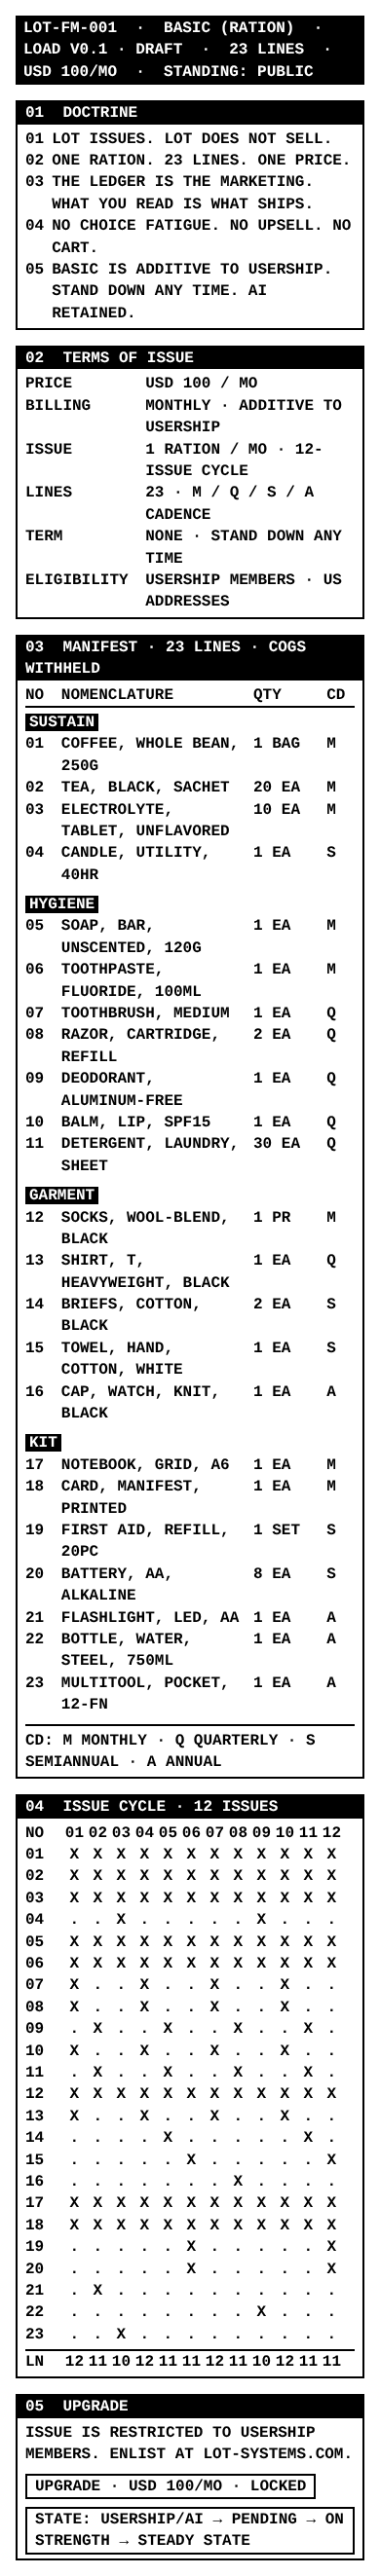 LOT-FM-001 · BASIC (RATION) ·
LOAD V0.1 · DRAFT · 23 LINES ·
USD 100/MO · STANDING: PUBLIC
01 DOCTRINE
01 LOT ISSUES. LOT DOES NOT SELL.
02 ONE RATION. 23 LINES. ONE PRICE.
03 THE LEDGER IS THE MARKETING.
WHAT YOU READ IS WHAT SHIPS.
04 NO CHOICE FATIGUE. NO UPSELL. NO
CART.
05 BASIC IS ADDITIVE TO USERSHIP.
STAND DOWN ANY TIME. AI
RETAINED.
02 TERMS OF ISSUE
PRICE USD 100 / MO
BILLING MONTHLY · ADDITIVE TO
USERSHIP
ISSUE 1 RATION / MO · 12-
ISSUE CYCLE
LINES 23 · M / Q / S / A
CADENCE
TERM NONE · STAND DOWN ANY
TIME
ELIGIBILITY USERSHIP MEMBERS · US
ADDRESSES
03 MANIFEST · 23 LINES · COGS
WITHHELD
NO NOMENCLATURE QTY CD
SUSTAIN
01 COFFEE, WHOLE BEAN, 1 BAG M
250G
02 TEA, BLACK, SACHET 20 EA M
03 ELECTROLYTE, 10 EA M
TABLET, UNFLAVORED
04 CANDLE, UTILITY, 1 EA S
40HR
HYGIENE
05 SOAP, BAR, 1 EA M
UNSCENTED, 120G
06 TOOTHPASTE, 1 EA M
FLUORIDE, 100ML
07 TOOTHBRUSH, MEDIUM 1 EA Q
08 RAZOR, CARTRIDGE, 2 EA Q
REFILL
09 DEODORANT, 1 EA Q
ALUMINUM-FREE
10 BALM, LIP, SPF15 1 EA Q
11 DETERGENT, LAUNDRY, 30 EA Q
SHEET
GARMENT
12 SOCKS, WOOL-BLEND, 1 PR M
BLACK
13 SHIRT, T, 1 EA Q
HEAVYWEIGHT, BLACK
14 BRIEFS, COTTON, 2 EA S
BLACK
15 TOWEL, HAND, 1 EA S
COTTON, WHITE
16 CAP, WATCH, KNIT, 1 EA A
BLACK
KIT
17 NOTEBOOK, GRID, A6 1 EA M
18 CARD, MANIFEST, 1 EA M
PRINTED
19 FIRST AID, REFILL, 1 SET S
20PC
20 BATTERY, AA, 8 EA S
ALKALINE
21 FLASHLIGHT, LED, AA 1 EA A
22 BOTTLE, WATER, 1 EA A
STEEL, 750ML
23 MULTITOOL, POCKET, 1 EA A
12-FN
CD: M MONTHLY · Q QUARTERLY · S
SEMIANNUAL · A ANNUAL
04 ISSUE CYCLE · 12 ISSUES
NO 01 02 03 04 05 06 07 08 09 10 11 12
01 X X X X X X X X X X X X
02 X X X X X X X X X X X X
03 X X X X X X X X X X X X
04 . . X . . . . . X . . .
05 X X X X X X X X X X X X
06 X X X X X X X X X X X X
07 X . . X . . X . . X . .
08 X . . X . . X . . X . .
09 . X . . X . . X . . X .
10 X . . X . . X . . X . .
11 . X . . X . . X . . X .
12 X X X X X X X X X X X X
13 X . . X . . X . . X . .
14 . . . . X . . . . . X .
15 . . . . . X . . . . . X
16 . . . . . . . X . . . .
17 X X X X X X X X X X X X
18 X X X X X X X X X X X X
19 . . . . . X . . . . . X
20 . . . . . X . . . . . X
21 . X . . . . . . . . . .
22 . . . . . . . . X . . .
23 . . X . . . . . . . . .
LN 12 11 10 12 11 11 12 11 10 12 11 11
05 UPGRADE
ISSUE IS RESTRICTED TO USERSHIP
MEMBERS. ENLIST AT LOT-SYSTEMS.COM.
UPGRADE · USD 100/MO · LOCKED
STATE: USERSHIP/AI → PENDING → ON
STRENGTH → STEADY STATE